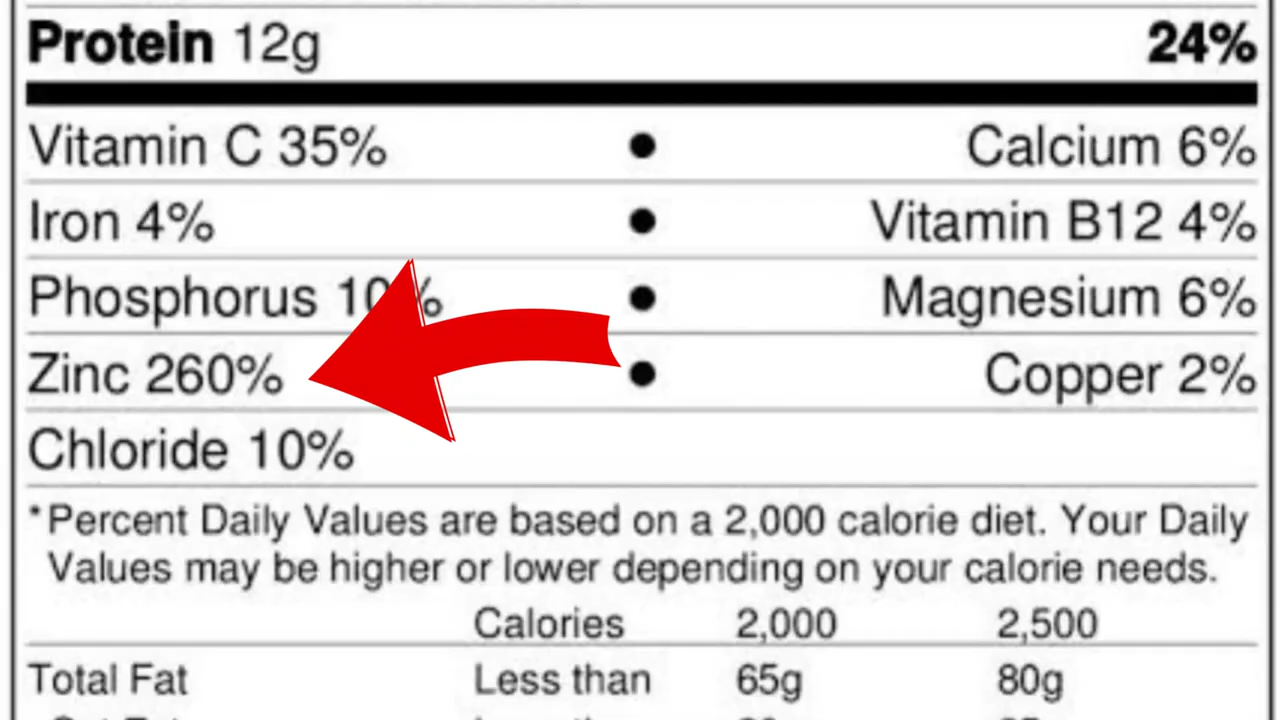 Protein 12g 24%
Vitamin C 35% • Calcium 6%
Iron 4% • Vitamin B12 4%
Phosphorus 10% • Magnesium 6%
Zinc 260% • Copper 2%
Chloride 10%
*Percent Daily Values are based on a 2,000 calorie diet. Your Daily
Values may be higher or lower depending on your calorie needs.
Calories 2,000 2,500
Total Fat Less than 65g 80g